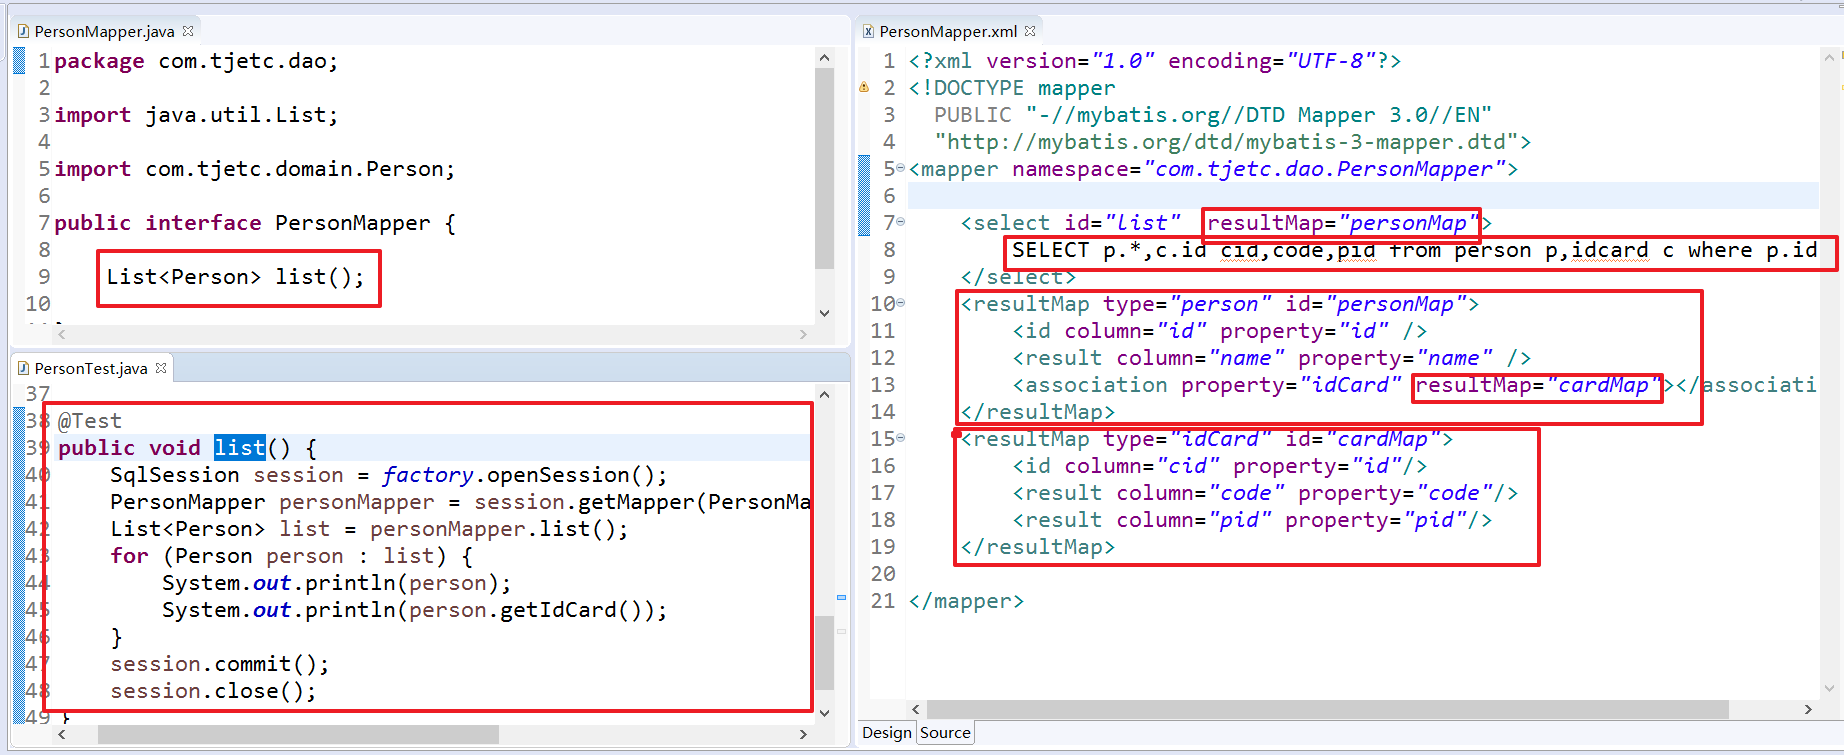 PersonMapper.java
1 package com.tjetc.dao;
2
3 import java.util.List;
4
5 import com.tjetc.domain.Person;
6
7 public interface PersonMapper {
8
9 List<Person> list();
10
PersonTest.java
37
38 @Test
39 public void list() {
40 SqlSession session = factory.openSession();
41 PersonMapper personMapper = session.getMapper(PersonMa
42 List<Person> list = personMapper.list();
43 for (Person person : list) {
44 System.out.println(person);
45 System.out.println(person.getIdCard());
46 }
47 session.commit();
48 session.close();
49 }
PersonMapper.xml
1 <?xml version="1.0" encoding="UTF-8"?>
2 <!DOCTYPE mapper
3 PUBLIC "-//mybatis.org//DTD Mapper 3.0//EN"
4 "http://mybatis.org/dtd/mybatis-3-mapper.dtd">
5 <mapper namespace="com.tjetc.dao.PersonMapper">
6
7 <select id="list" resultMap="personMap">
8 SELECT p.*,c.id cid,code,pid from person p,idcard c where p.id
9 </select>
10 <resultMap type="person" id="personMap">
11 <id column="id" property="id" />
12 <result column="name" property="name" />
13 <association property="idCard" resultMap="cardMap"></associati
14 </resultMap>
15 <resultMap type="idCard" id="cardMap">
16 <id column="cid" property="id"/>
17 <result column="code" property="code"/>
18 <result column="pid" property="pid"/>
19 </resultMap>
20
21 </mapper>
Design Source